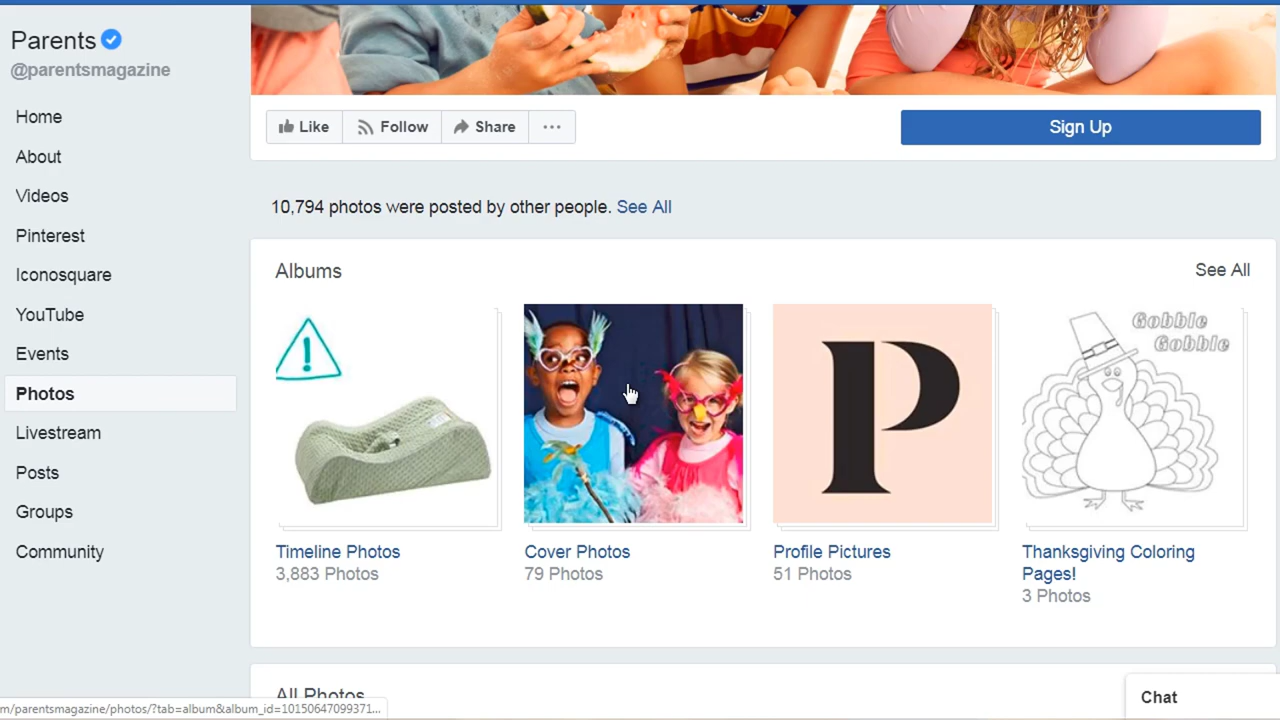 Parents
@parentsmagazine
Home
About
Videos
Pinterest
Iconosquare
YouTube
Events
Photos
Livestream
Posts
Groups
Community
Like
Follow
Share
Sign Up
10,794 photos were posted by other people. See All
Albums
See All
P
Gobble
Gobble
Timeline Photos
3,883 Photos
Cover Photos
79 Photos
Profile Pictures
51 Photos
Thanksgiving Coloring
Pages!
3 Photos
All Photos
Chat
m/parentsmagazine/photos/?tab=album&album_id=10150647099371...